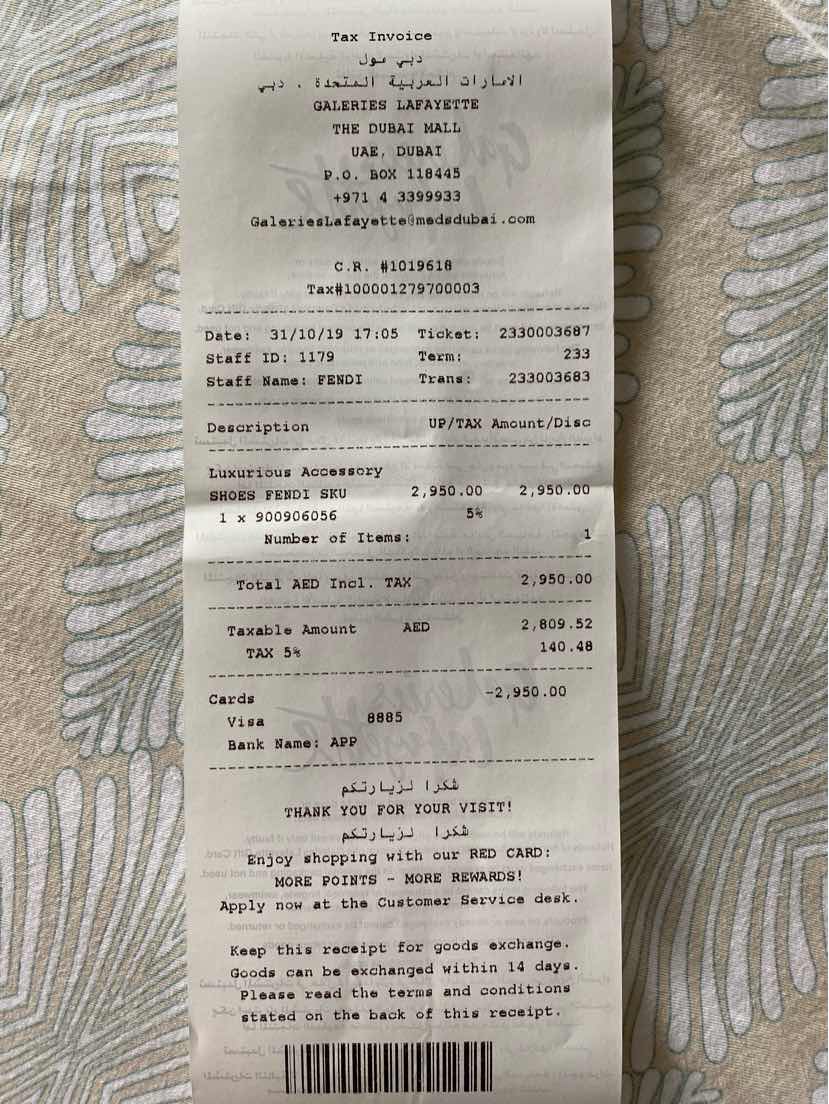 Tax Invoice
دبي مول
الامارات العربية المتحدة . دبي
GALERIES LAFAYETTE
THE DUBAI MALL
UAE, DUBAI
P.O. BOX 118445
+971 4 3399933
GaleriesLafayette@medsdubai.com
C.R. #1019618
Tax#100001279700003
Date: 31/10/19 17:05 Ticket: 2330003687
Staff ID: 1179 Term: 233
Staff Name: FENDI Trans: 233003683
Description UP/TAX Amount/Disc
Luxurious Accessory
SHOES FENDI SKU 2,950.00 2,950.00
1 x 900906056 5%
Number of Items: 1
Total AED Incl. TAX 2,950.00
Taxable Amount AED 2,809.52
TAX 5% 140.48
Cards -2,950.00
Visa 8885
Bank Name: APP
شكرا لزيارتكم
THANK YOU FOR YOUR VISIT!
شكرا لزيارتكم
Enjoy shopping with our RED CARD:
MORE POINTS - MORE REWARDS!
Apply now at the Customer Service desk.
Keep this receipt for goods exchange.
Goods can be exchanged within 14 days.
Please read the terms and conditions
stated on the back of this receipt.